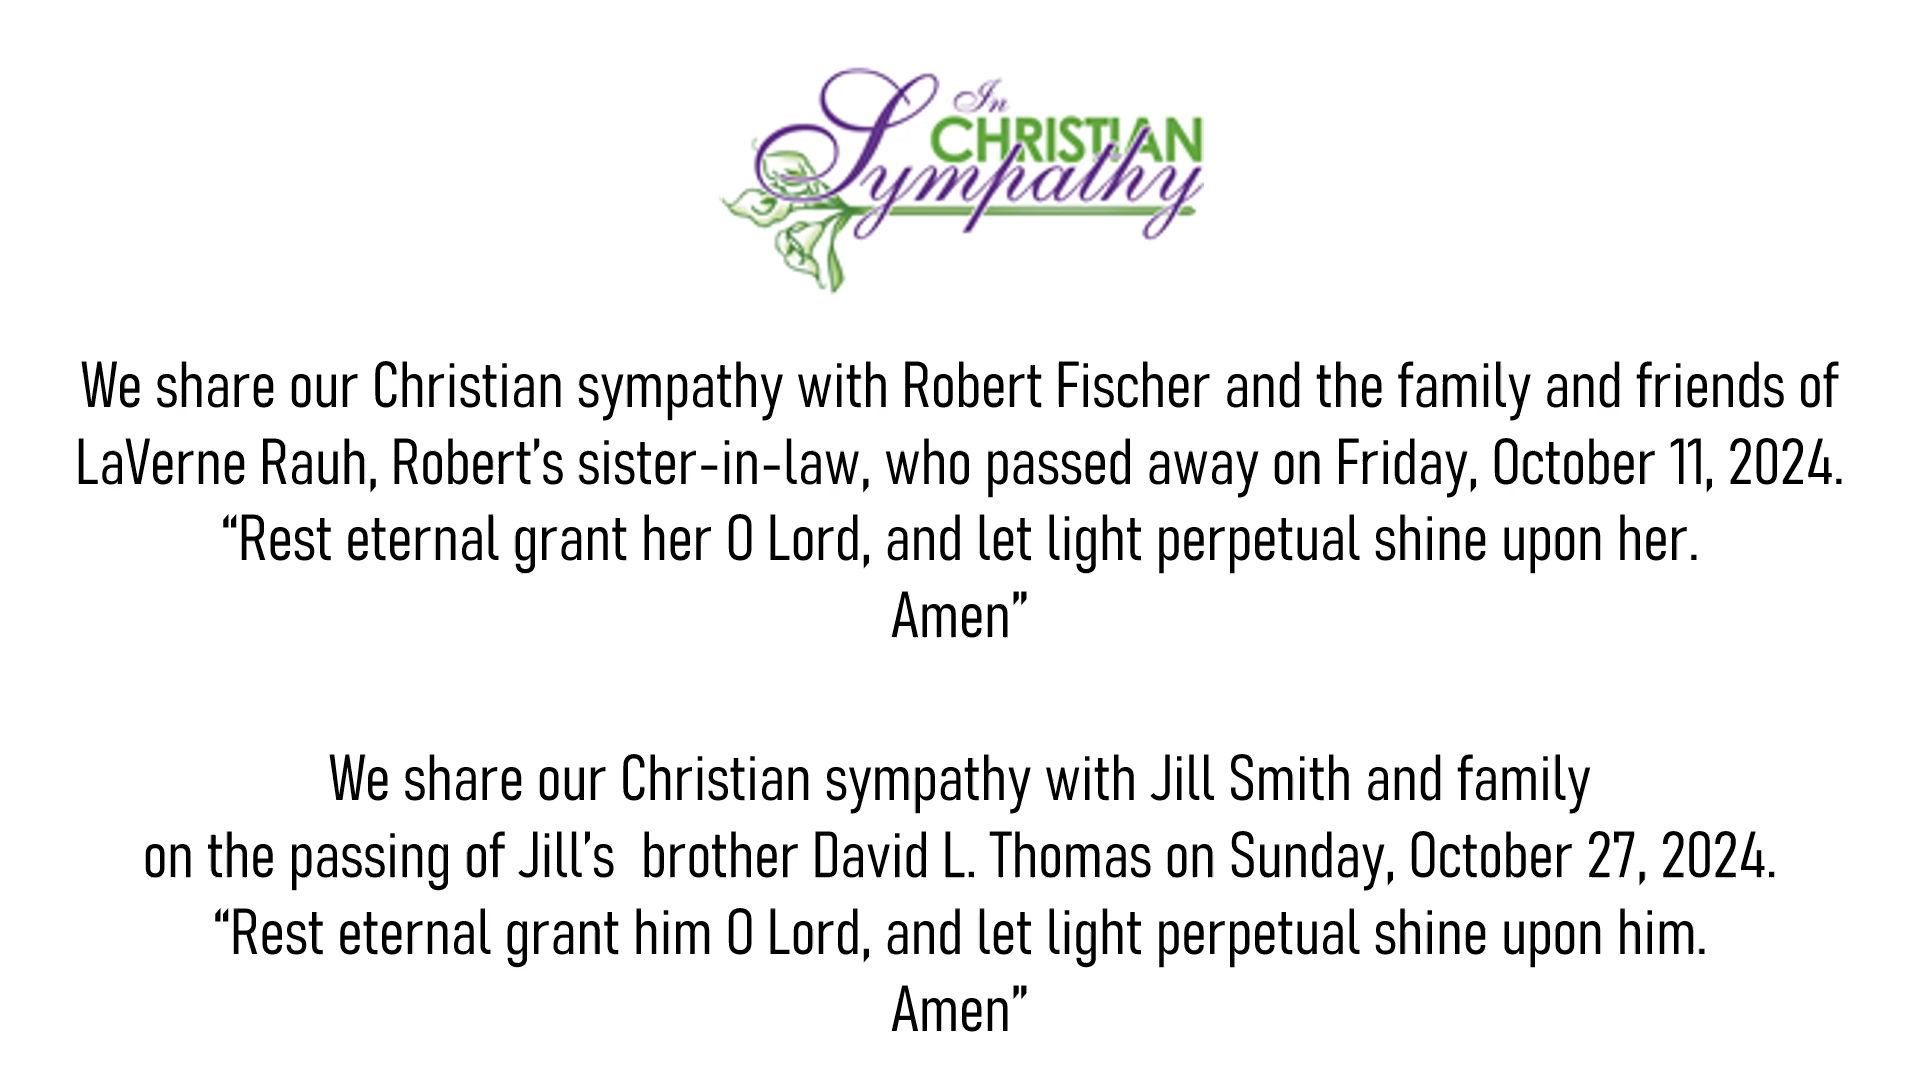 In
CHRISTIAN
Sympathy
We share our Christian sympathy with Robert Fischer and the family and friends of
LaVerne Rauh, Robert’s sister-in-law, who passed away on Friday, October 11, 2024.
“Rest eternal grant her O Lord, and let light perpetual shine upon her.
Amen”
We share our Christian sympathy with Jill Smith and family
on the passing of Jill’s  brother David L. Thomas on Sunday, October 27, 2024.
“Rest eternal grant him O Lord, and let light perpetual shine upon him.
Amen”